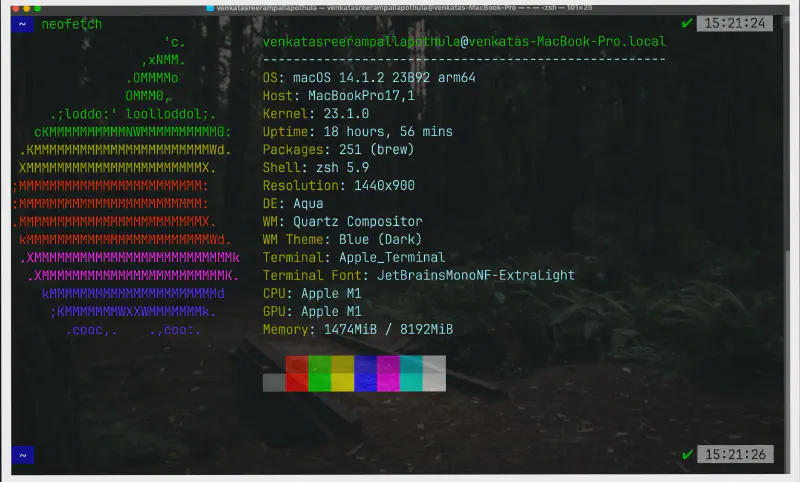 venkatasreerampallapothula — venkatasreerampallapothula@venkatas-MacBook-Pro — ~ — -zsh — 101×26
~ neofetch ✔ 15:21:24
'c.
,xNMM.
.OMMMMo
OMMM0,
.;loddo:' loolloddol;.
cKMMMMMMMMMMNWMMMMMMMMMM0:
.KMMMMMMMMMMMMMMMMMMMMMMMWd.
XMMMMMMMMMMMMMMMMMMMMMMMX.
;MMMMMMMMMMMMMMMMMMMMMMMM:
:MMMMMMMMMMMMMMMMMMMMMMMM:
.MMMMMMMMMMMMMMMMMMMMMMMMX.
kMMMMMMMMMMMMMMMMMMMMMMMMWd.
.XMMMMMMMMMMMMMMMMMMMMMMMMMMk
.XMMMMMMMMMMMMMMMMMMMMMMMMK.
kMMMMMMMMMMMMMMMMMMMMMMd
;KMMMMMMMWXXWMMMMMMMk.
.cooc,. .,coo:.
venkatasreerampallapothula@venkatas-MacBook-Pro.local
-----------------------------------------------------
OS: macOS 14.1.2 23B92 arm64
Host: MacBookPro17,1
Kernel: 23.1.0
Uptime: 18 hours, 56 mins
Packages: 251 (brew)
Shell: zsh 5.9
Resolution: 1440x900
DE: Aqua
WM: Quartz Compositor
WM Theme: Blue (Dark)
Terminal: Apple_Terminal
Terminal Font: JetBrainsMonoNF-ExtraLight
CPU: Apple M1
GPU: Apple M1
Memory: 1474MiB / 8192MiB
~ ✔ 15:21:26